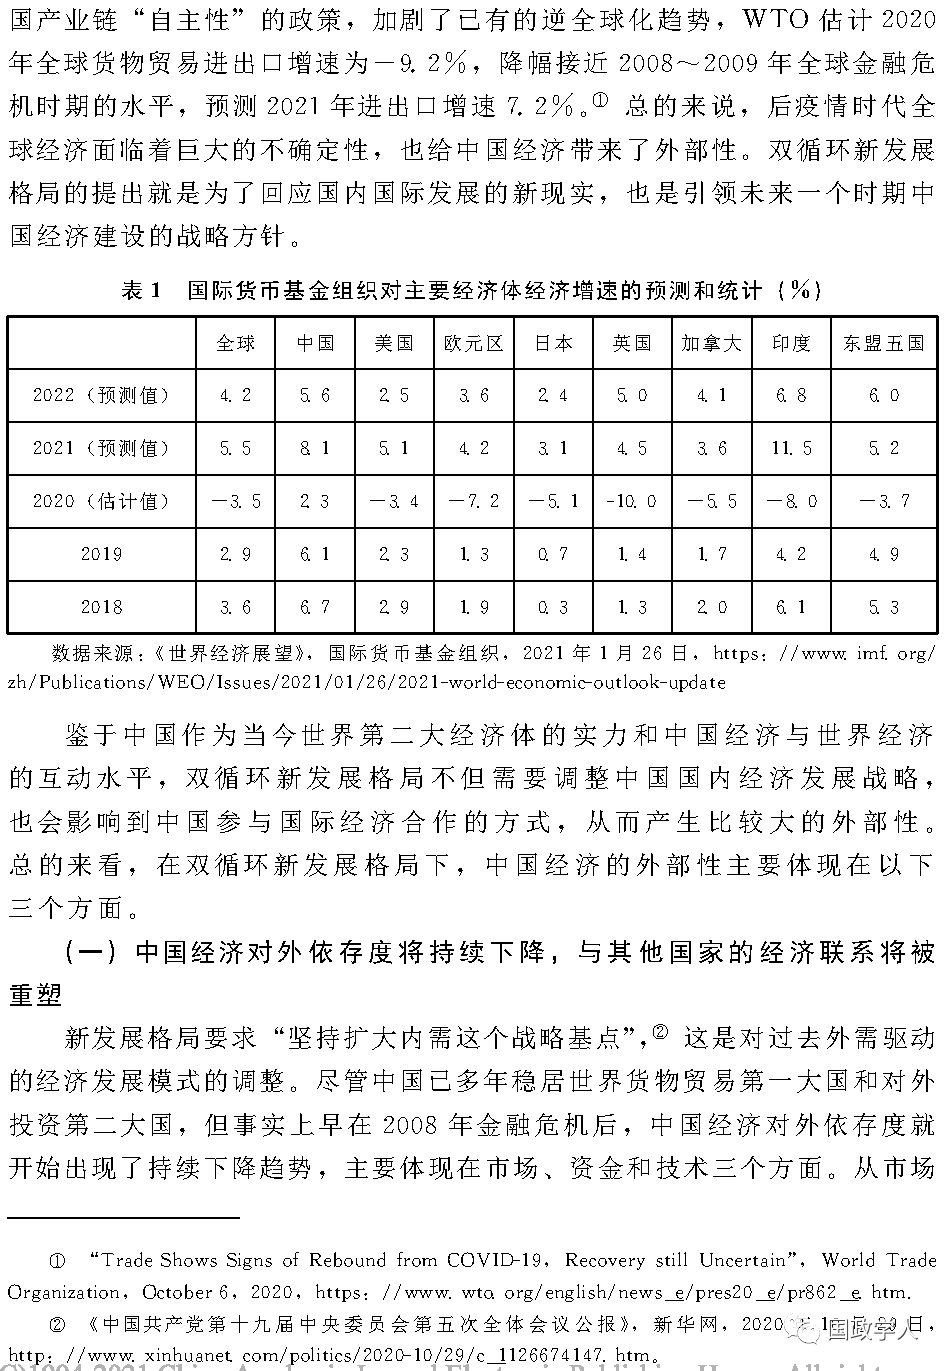 国产业链“自主性”的政策，加剧了已有的逆全球化趋势，WTO 估计 2020
年全球货物贸易进出口增速为－9.2%，降幅接近 2008～2009 年全球金融危
机时期的水平，预测 2021 年进出口增速 7.2%。① 总的来说，后疫情时代全
球经济面临着巨大的不确定性，也给中国经济带来了外部性。双循环新发展
格局的提出就是为了回应国内国际发展的新现实，也是引领未来一个时期中
国经济建设的战略方针。
表 1 国际货币基金组织对主要经济体经济增速的预测和统计（%）
全球 中国 美国 欧元区 日本 英国 加拿大 印度 东盟五国
2022（预测值） 4.2 5.6 2.5 3.6 2.4 5.0 4.1 6.8 6.0
2021（预测值） 5.5 8.1 5.1 4.2 3.1 4.5 3.6 11.5 5.2
2020（估计值） －3.5 2.3 －3.4 －7.2 －5.1 -10.0 －5.5 －8.0 －3.7
2019 2.9 6.1 2.3 1.3 0.7 1.4 1.7 4.2 4.9
2018 3.6 6.7 2.9 1.9 0.3 1.3 2.0 6.1 5.3
数据来源：《世界经济展望》，国际货币基金组织，2021 年 1 月 26 日，https：//www.imf.org/
zh/Publications/WEO/Issues/2021/01/26/2021-world-economic-outlook-update
鉴于中国作为当今世界第二大经济体的实力和中国经济与世界经济
的互动水平，双循环新发展格局不但需要调整中国国内经济发展战略，
也会影响到中国参与国际经济合作的方式，从而产生比较大的外部性。
总的来看，在双循环新发展格局下，中国经济的外部性主要体现在以下
三个方面。
（一）中国经济对外依存度将持续下降，与其他国家的经济联系将被
重塑
新发展格局要求“坚持扩大内需这个战略基点”，② 这是对过去外需驱动
的经济发展模式的调整。尽管中国已多年稳居世界货物贸易第一大国和对外
投资第二大国，但事实上早在 2008 年金融危机后，中国经济对外依存度就
开始出现了持续下降趋势，主要体现在市场、资金和技术三个方面。从市场
① “Trade Shows Signs of Rebound from COVID-19，Recovery still Uncertain”，World Trade
Organization，October 6，2020，https：//www.wto.org/english/news_e/pres20_e/pr862_e.htm.
② 《中国共产党第十九届中央委员会第五次全体会议公报》，新华网，2020 年 1 月 9 日，
http：//www.xinhuanet.com/politics/2020-10/29/c_1126674147.htm。
国政学人